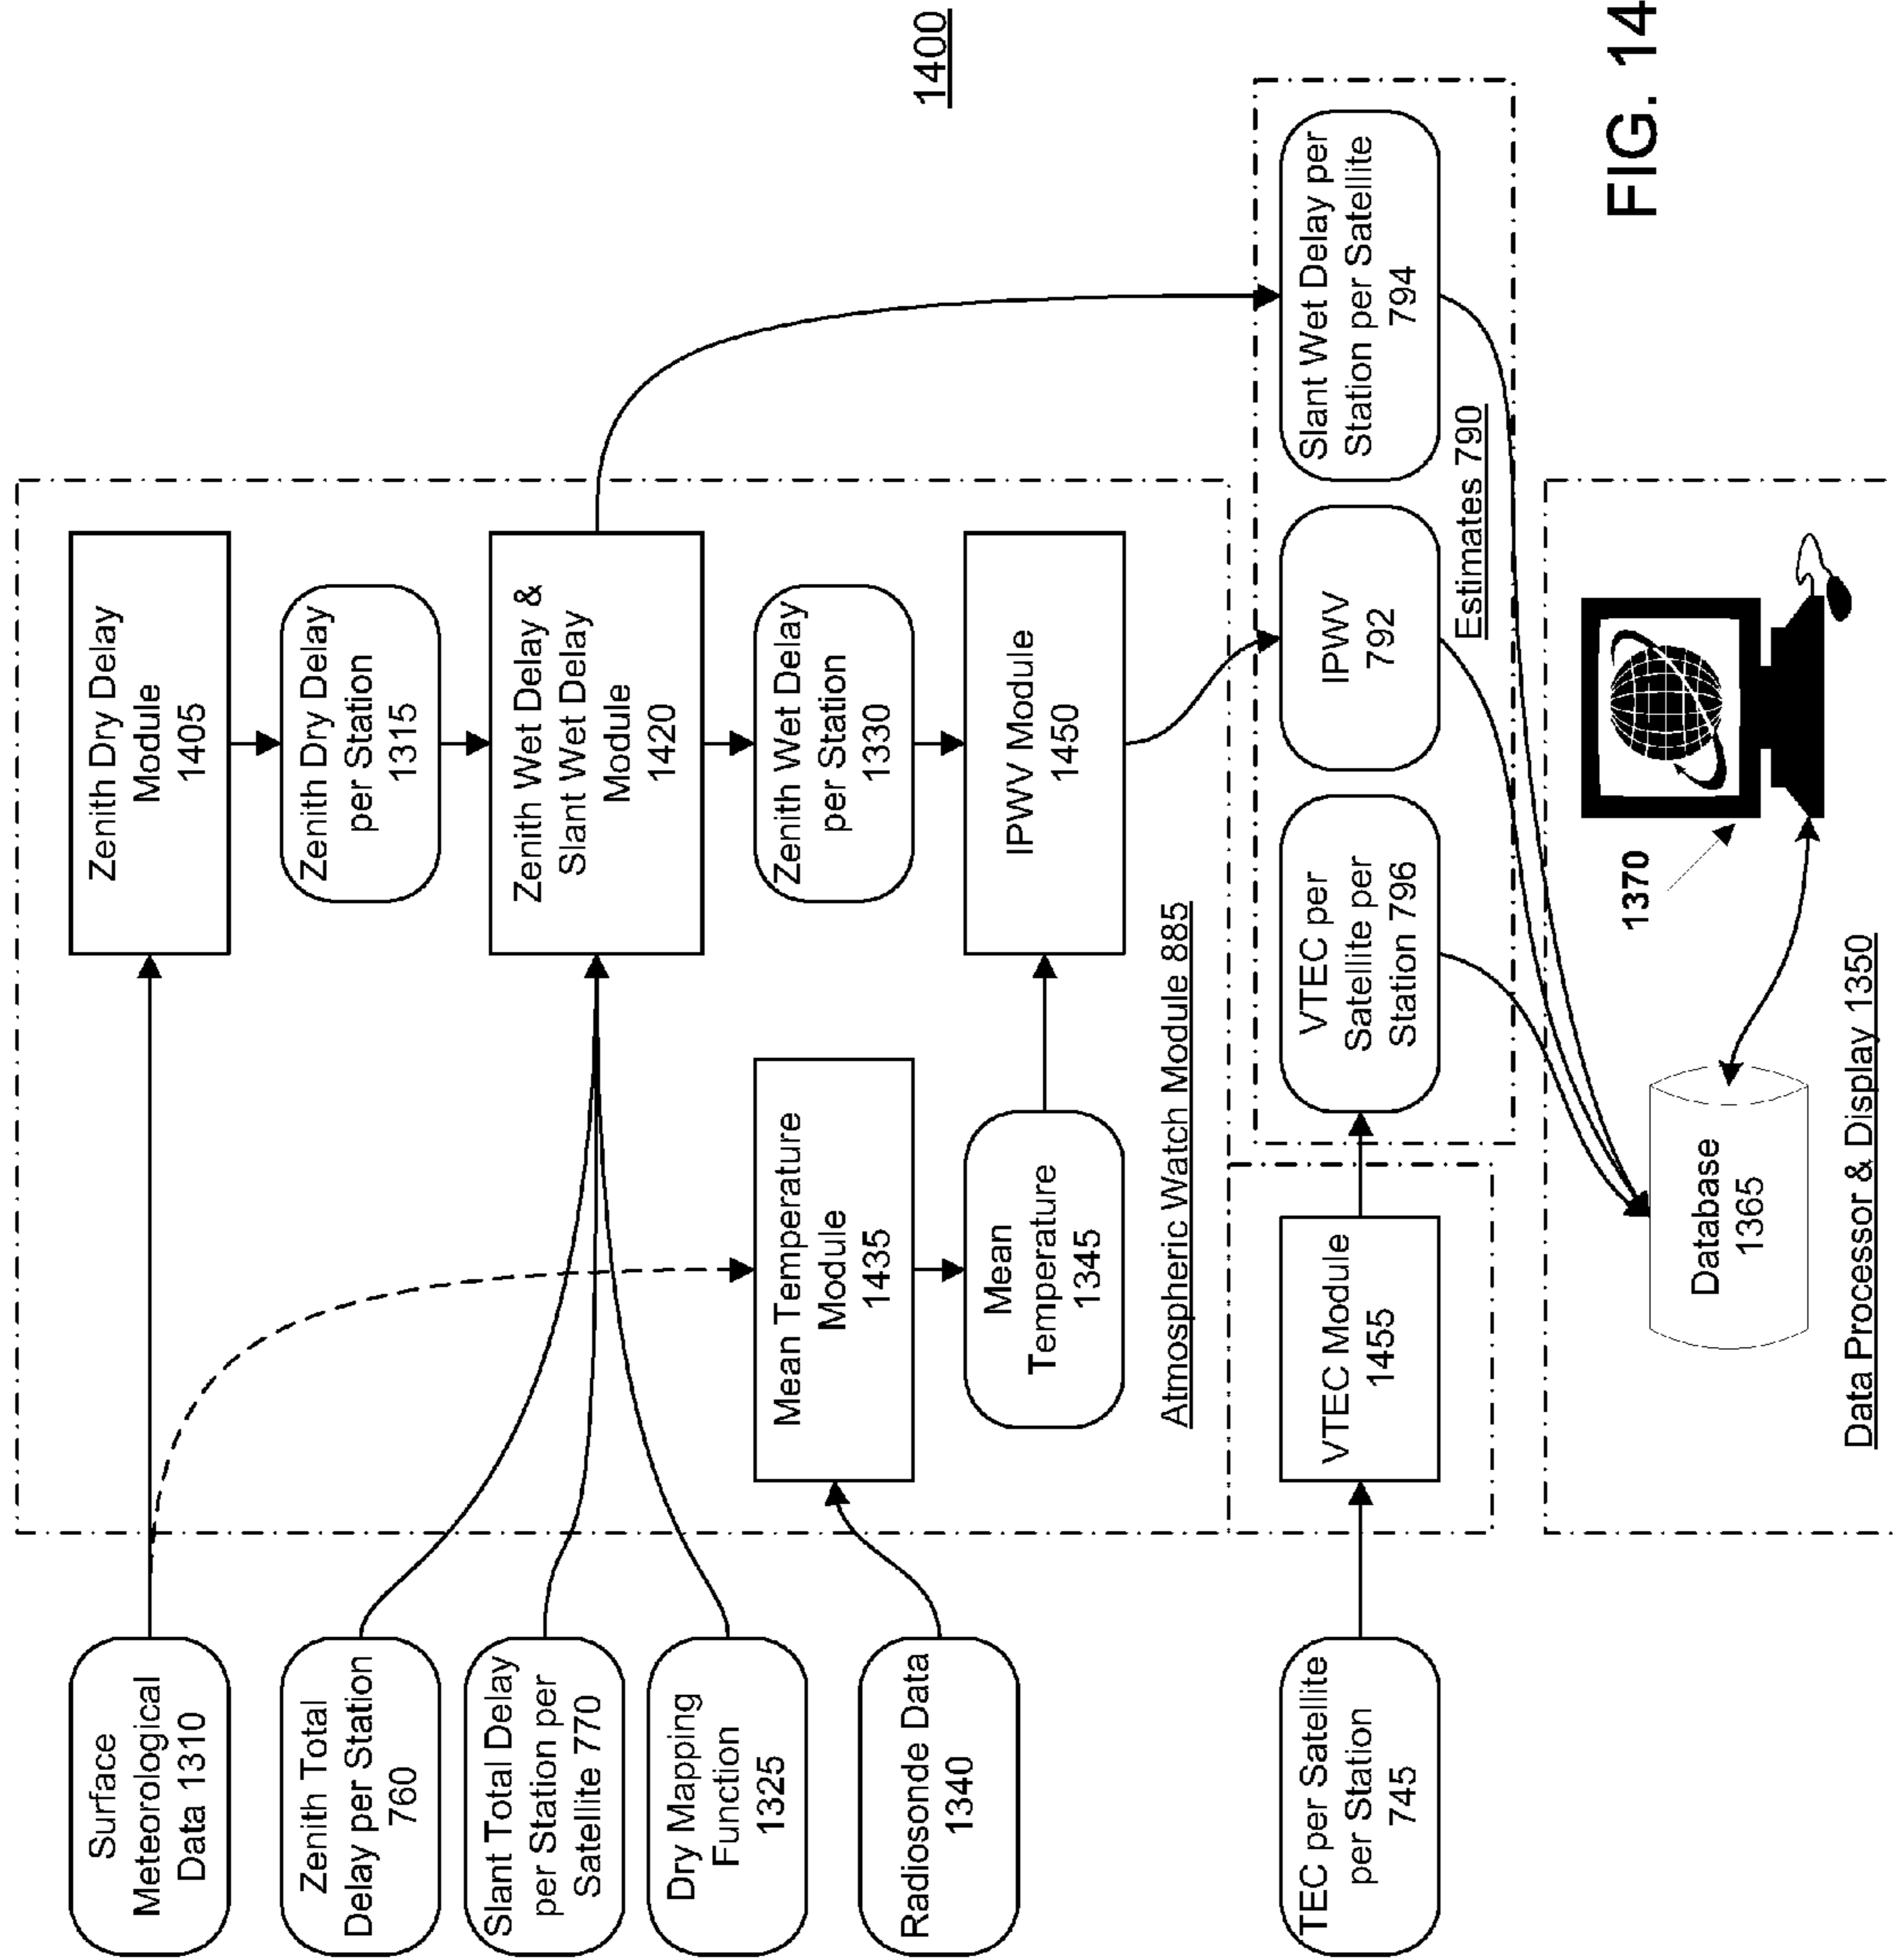 Surface
Meteorological
Data 1310
Zenith Total
Delay per Station
760
Slant Total Delay
per Station per
Satellite 770
Dry Mapping
Function
1325
Radiosonde Data
1340
TEC per Satellite
per Station
745
Zenith Dry Delay
Module
1405
Zenith Dry Delay
per Station
1315
Zenith Wet Delay &
Slant Wet Delay
Module
1420
Zenith Wet Delay
per Station
1330
Mean Temperature
Module
1435
Mean
Temperature
1345
IPWV Module
1450
Atmospheric Watch Module 885
VTEC Module
1455
VTEC per
Satellite per
Station 796
IPWV
792
Slant Wet Delay per
Station per Satellite
794
Estimates 790
Database
1365
1370
Data Processor & Display 1350
1400
FIG. 14